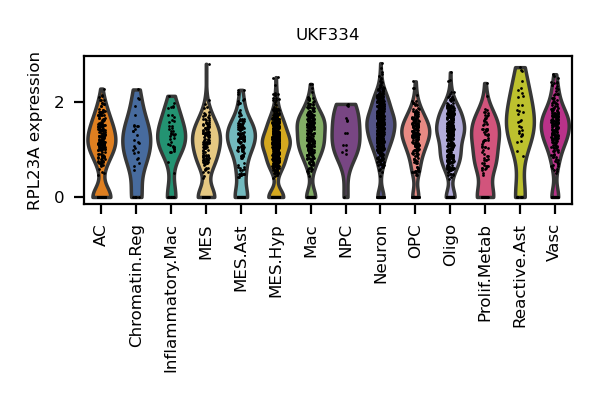 UKF334
RPL23A expression
2
0
AC
Chromatin.Reg
Inflammatory.Mac
MES
MES.Ast
MES.Hyp
Mac
NPC
Neuron
OPC
Oligo
Prolif.Metab
Reactive.Ast
Vasc